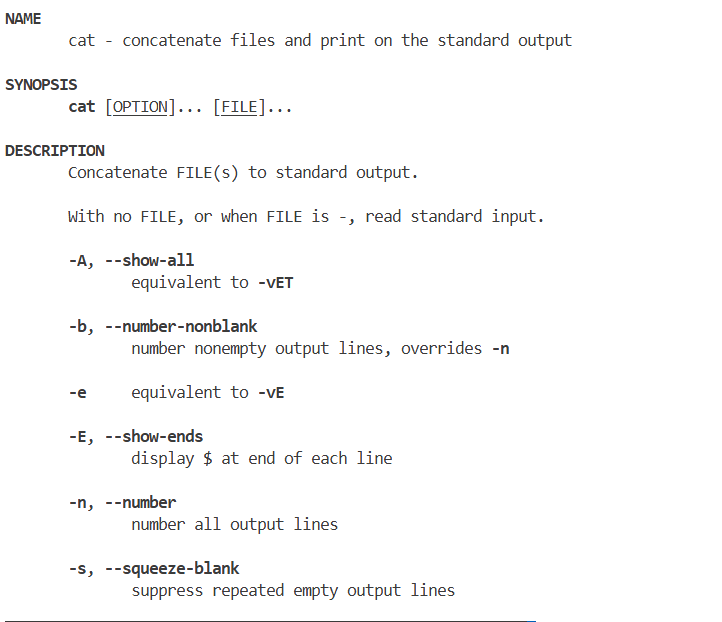 NAME
cat - concatenate files and print on the standard output
SYNOPSIS
cat [OPTION]... [FILE]...
DESCRIPTION
Concatenate FILE(s) to standard output.
With no FILE, or when FILE is -, read standard input.
-A, --show-all
equivalent to -vET
-b, --number-nonblank
number nonempty output lines, overrides -n
-e equivalent to -vE
-E, --show-ends
display $ at end of each line
-n, --number
number all output lines
-s, --squeeze-blank
suppress repeated empty output lines